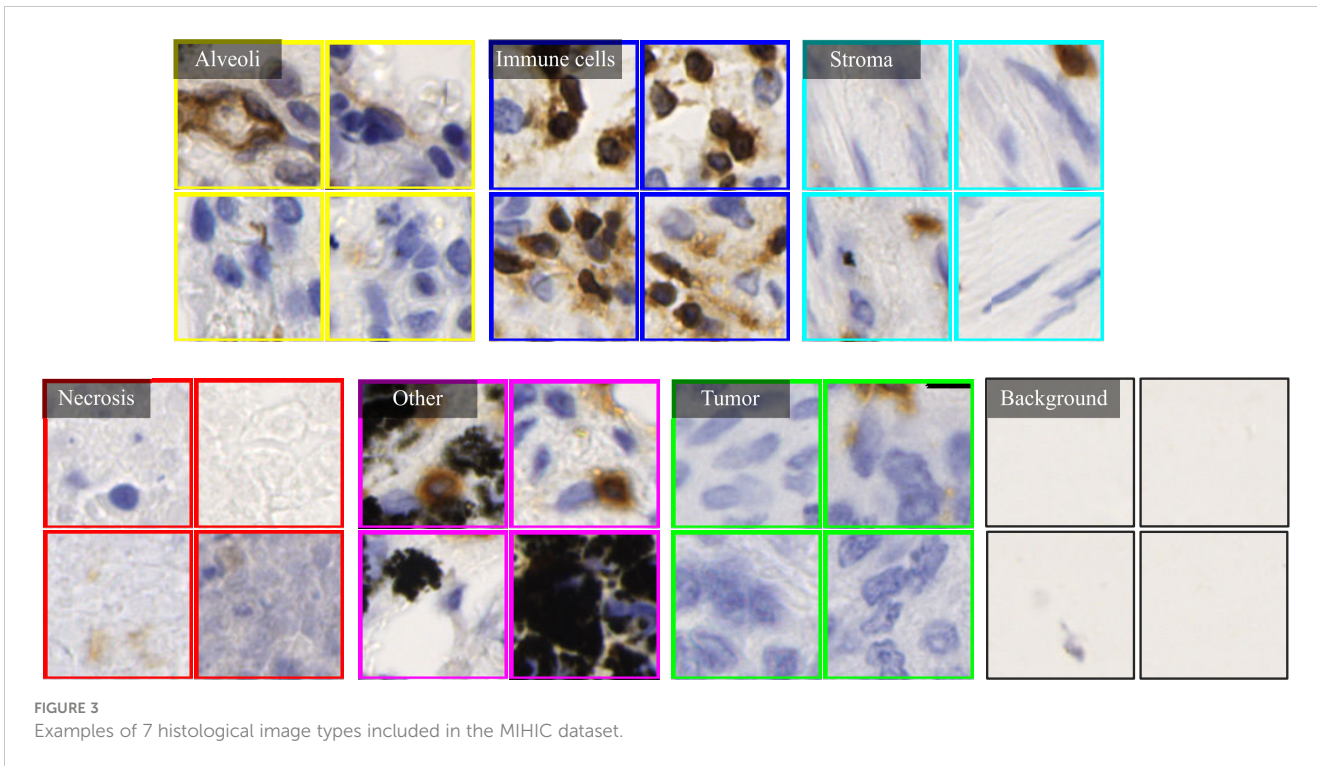 Alveoli
Immune cells
Stroma
Necrosis
Other
Tumor
Background
FIGURE 3
Examples of 7 histological image types included in the MIHIC dataset.